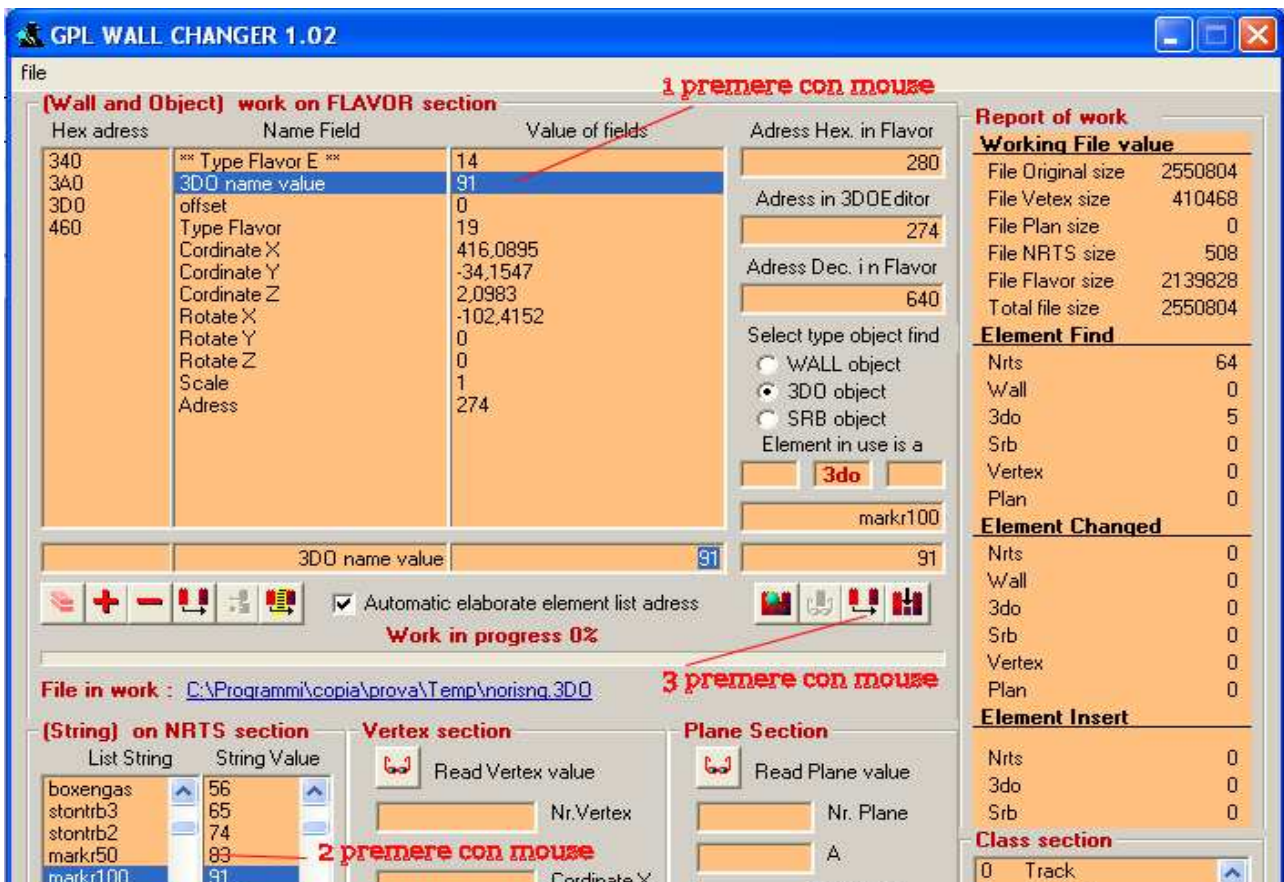 GPL WALL CHANGER 1.02
file
1 premere con mouse
(Wall and Object) work on FLAVOR section
Hex adress Name Field Value of fields
340 ** Type Flavor E ** 14
3A0 3DO name value 91
3D0 offset 0
460 Type Flavor 19
Cordinate X 416,0895
Cordinate Y -34,1547
Cordinate Z 2,0983
Rotate X -102,4152
Rotate Y 0
Rotate Z 0
Scale 1
Adress 274
3DO name value 91
Automatic elaborate element list adress
Work in progress 0%
File in work : C:\Programmi\copia\prova\Temp\norisnq.3DO
Adress Hex. in Flavor
280
Adress in 3DOEditor
274
Adress Dec. i n Flavor
640
Select type object find
WALL object
3DO object
SRB object
Element in use is a
3do
markr100
91
3 premere con mouse
Report of work
Working File value
File Original size 2550804
File Vetex size 410468
File Plan size 0
File NRTS size 508
File Flavor size 2139828
Total file size 2550804
Element Find
Nrts 64
Wall 0
3do 5
Srb 0
Vertex 0
Plan 0
Element Changed
Nrts 0
Wall 0
3do 0
Srb 0
Vertex 0
Plan 0
Element Insert
Nrts 0
3do 0
Srb 0
Class section
0 Track
(String) on NRTS section
List String String Value
boxengas 56
stontrb3 65
stontrb2 74
markr50 83
markr100 91
2 premere con mouse
Vertex section
Read Vertex value
Nr.Vertex
Cordinate X
Plane Section
Read Plane value
Nr. Plane
A